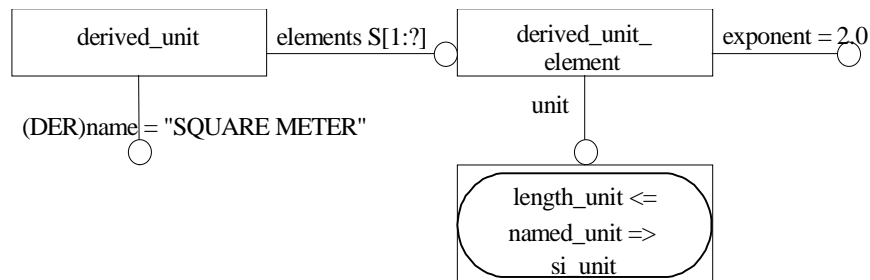 derived_unit
elements S[1:?]
derived_unit_
element
exponent = 2.0
(DER)name = "SQUARE METER"
unit
length_unit <=
named_unit =>
si_unit